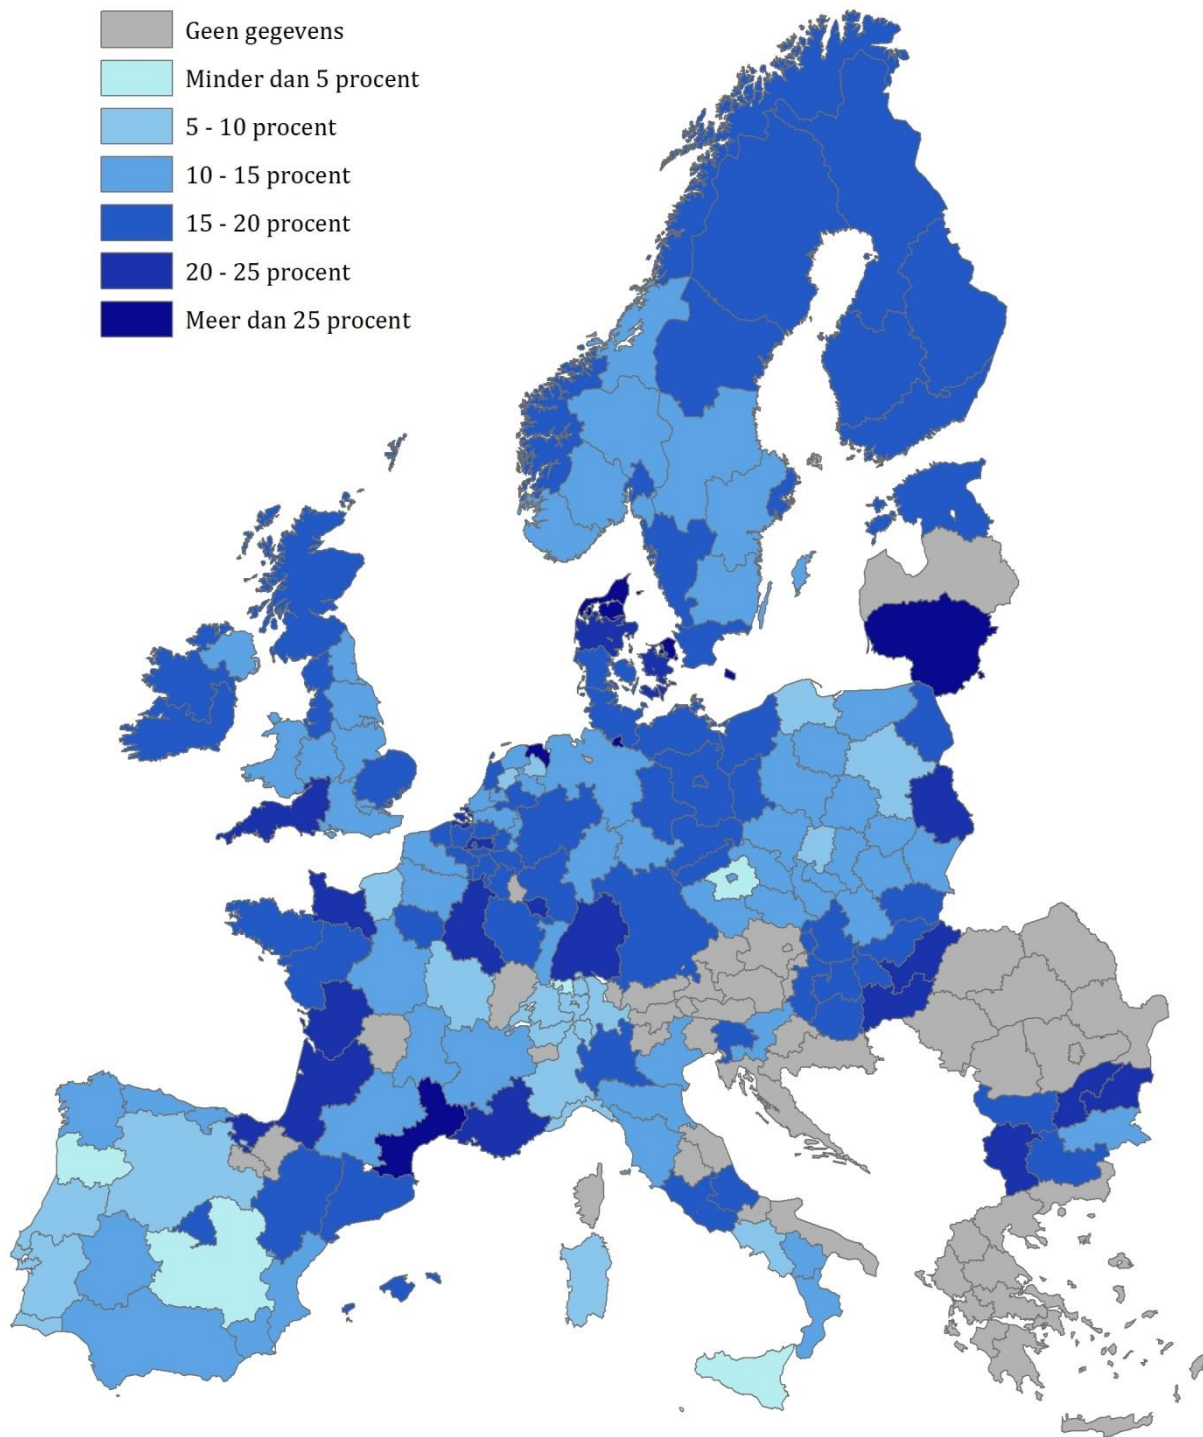 Geen gegevens
Minder dan 5 procent
5 - 10 procent
10 - 15 procent
15 - 20 procent
20 - 25 procent
Meer dan 25 procent